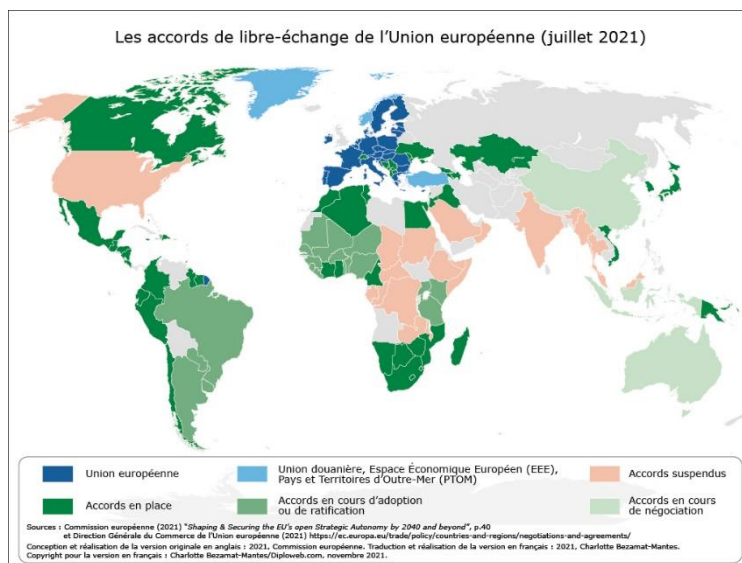 Les accords de libre-échange de l'Union européenne (juillet 2021)
Union européenne
Union douanière, Espace Économique Européen (EEE),
Pays et Territoires d'Outre-Mer (PTOM)
Accords suspendus
Accords en place
Accords en cours d'adoption
ou de ratification
Accords en cours
de négociation
Sources : Commission européenne (2021) "Shaping & Securing the EU's open Strategic Autonomy by 2040 and beyond", p.40
et Direction Générale du Commerce de l'Union européenne (2021) https://ec.europa.eu/trade/policy/countries-and-regions/negotiations-and-agreements/
Conception et réalisation de la version originale en anglais : 2021, Commission européenne. Traduction et réalisation de la version en français : 2021, Charlotte Bezamat-Mantes.
Copyright pour la version en français : Charlotte Bezamat-Mantes/Diploweb.com, novembre 2021.